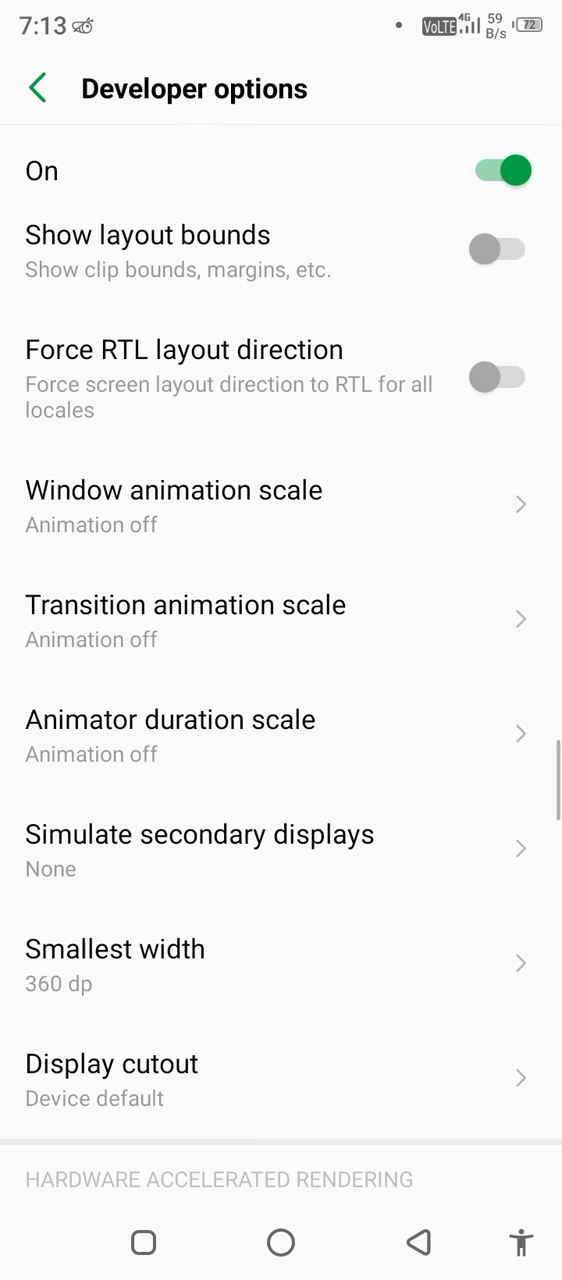 7:13
VoLTE 4G 59 B/s 72
Developer options
On
Show layout bounds
Show clip bounds, margins, etc.
Force RTL layout direction
Force screen layout direction to RTL for all
locales
Window animation scale
Animation off
Transition animation scale
Animation off
Animator duration scale
Animation off
Simulate secondary displays
None
Smallest width
360 dp
Display cutout
Device default
HARDWARE ACCELERATED RENDERING